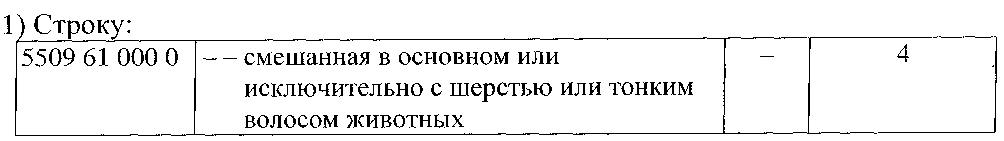 1) Строку:
5509 61 000 0 – – смешанная в основном или – 4
исключительно с шерстью или тонким
волосом животных